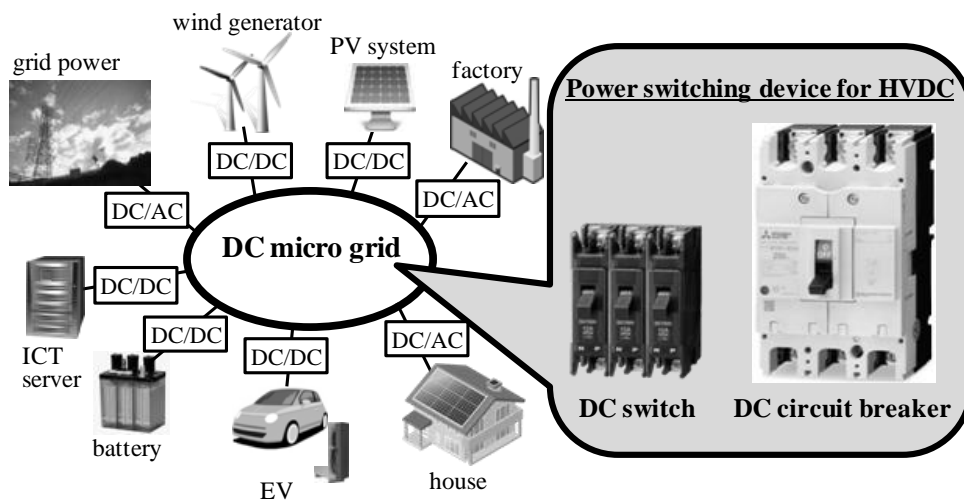 wind generator
PV system
grid power
factory
Power switching device for HVDC
DC/DC
DC/DC
DC/AC
DC/AC
DC micro grid
DC/DC
DC/DC
DC/DC
DC/AC
ICT
server
battery
EV
house
DC switch
DC circuit breaker